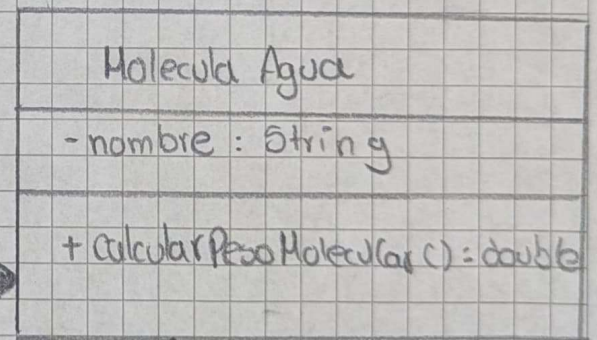 Molecula Agua
- nombre : String
+ calcularPesoMolecular() : double